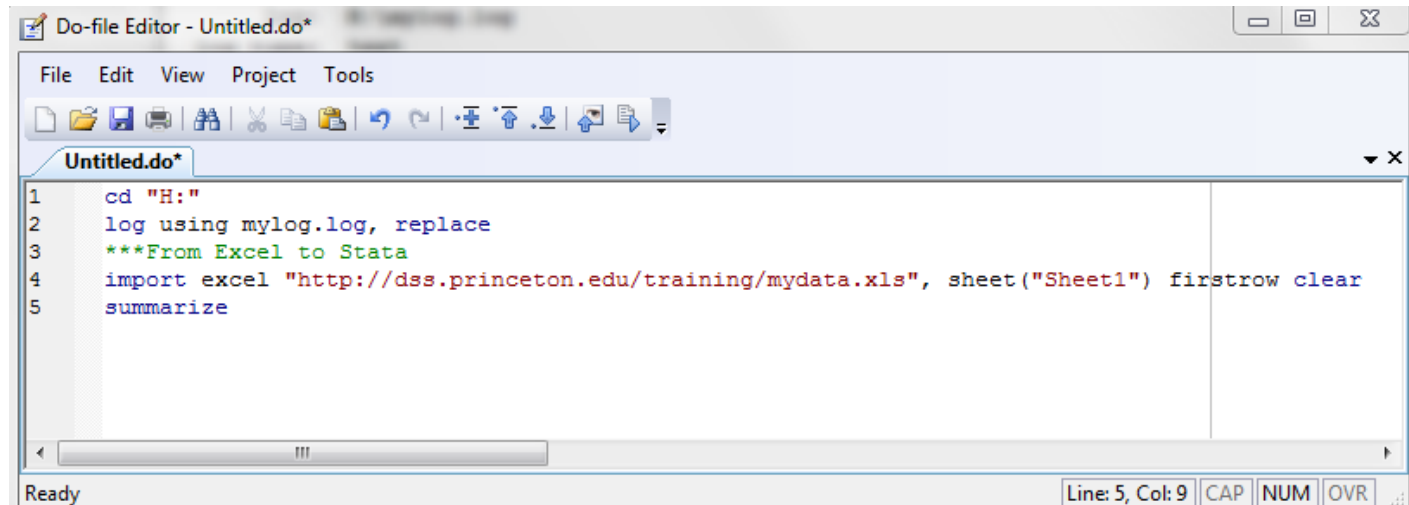 Do-file Editor - Untitled.do*
File Edit View Project Tools
Untitled.do*
1 cd "H:"
2 log using mylog.log, replace
3 ***From Excel to Stata
4 import excel "http://dss.princeton.edu/training/mydata.xls", sheet("Sheet1") firstrow clear
5 summarize
Ready Line: 5, Col: 9 CAP NUM OVR